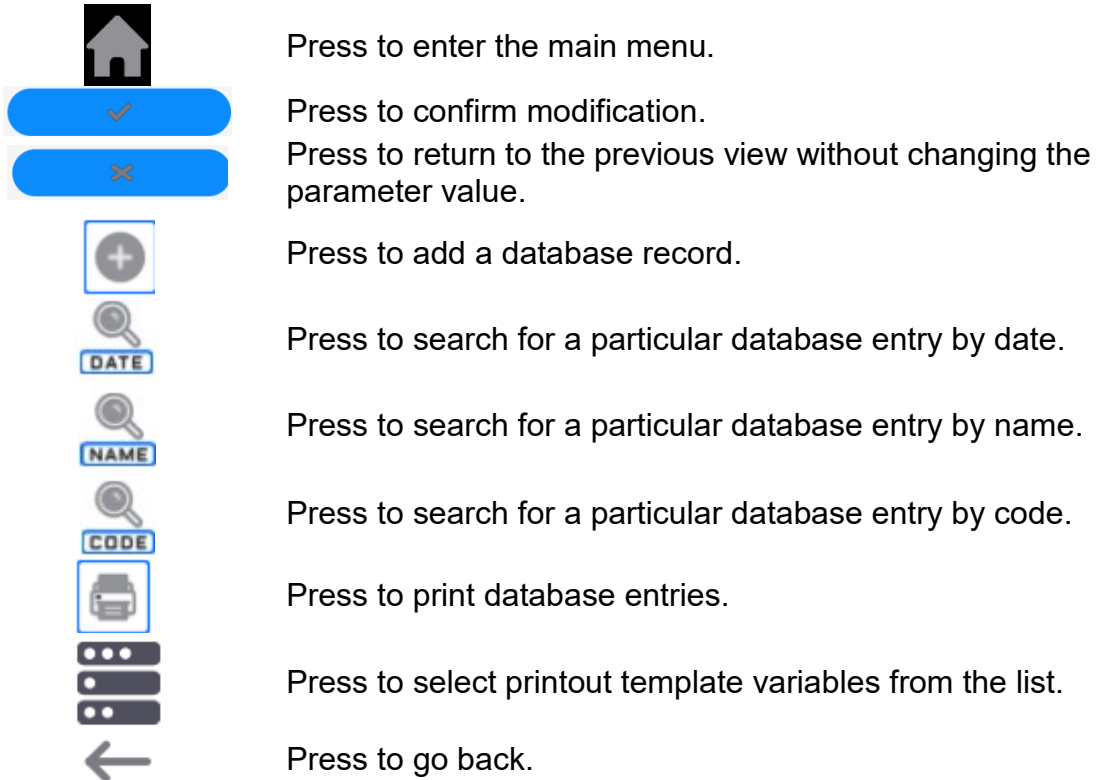 Press to enter the main menu.
Press to confirm modification.
Press to return to the previous view without changing the
parameter value.
Press to add a database record.
DATE
Press to search for a particular database entry by date.
NAME
Press to search for a particular database entry by name.
CODE
Press to search for a particular database entry by code.
Press to print database entries.
Press to select printout template variables from the list.
Press to go back.